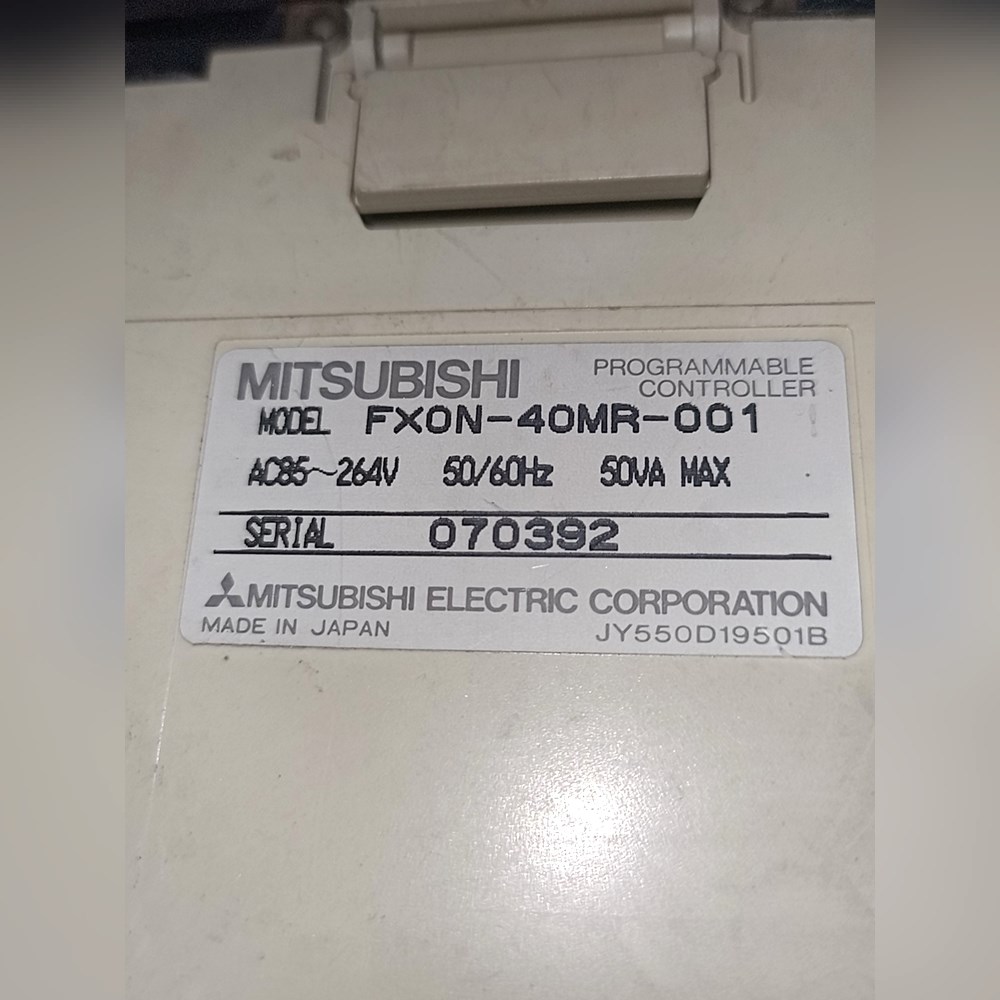 MITSUBISHI PROGRAMMABLE
CONTROLLER
MODEL FX0N-40MR-001
AC85~264V 50/60Hz 50VA MAX
SERIAL 070392
MITSUBISHI ELECTRIC CORPORATION
MADE IN JAPAN JY550D19501B